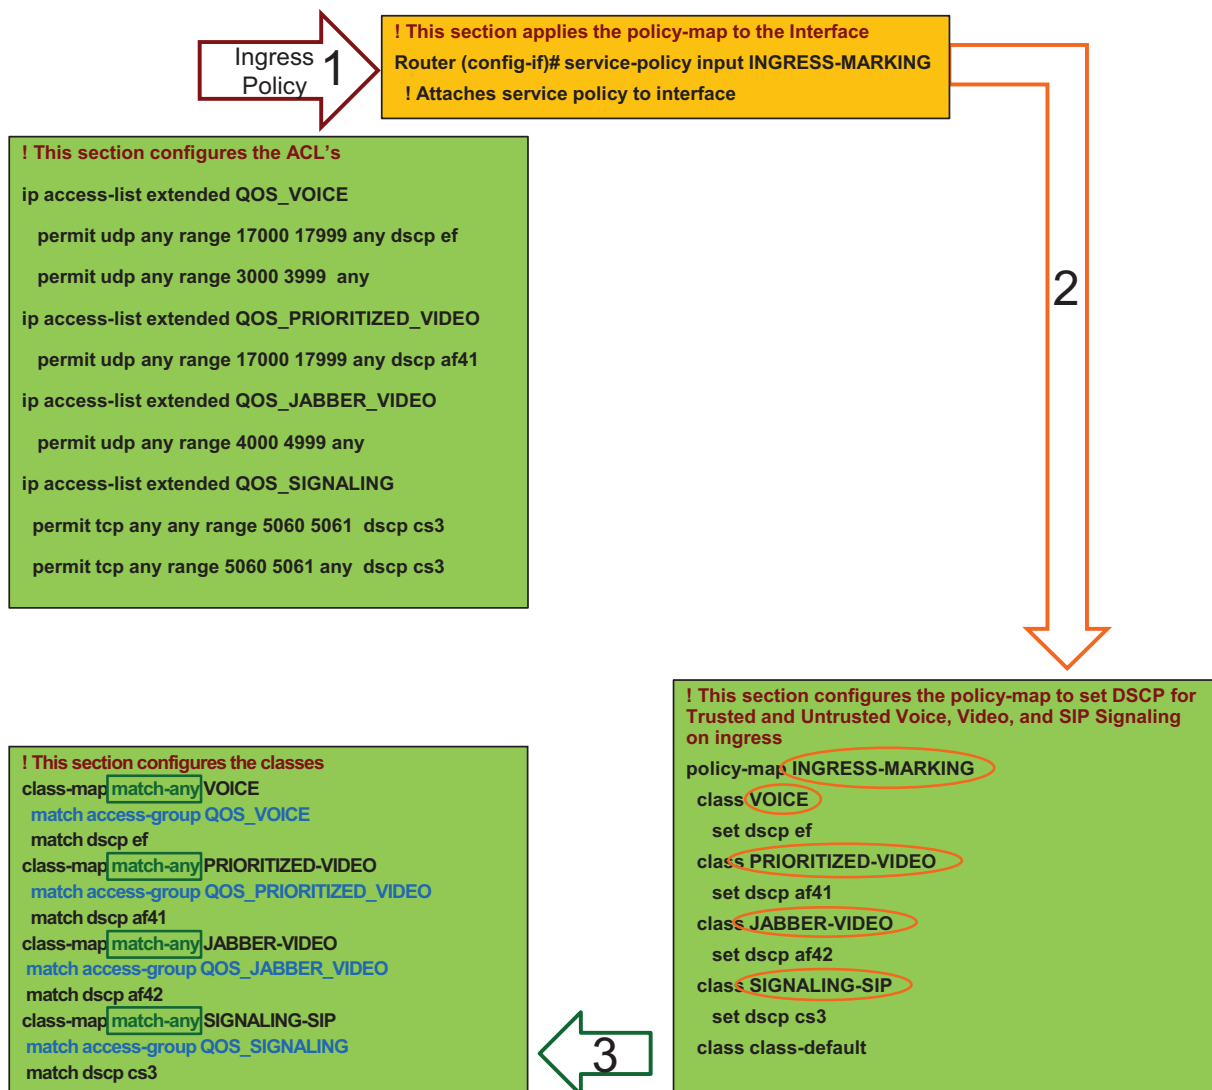 Ingress
Policy
1
! This section applies the policy-map to the Interface
Router (config-if)# service-policy input INGRESS-MARKING
! Attaches service policy to interface
2
! This section configures the ACL's
ip access-list extended QOS_VOICE
permit udp any range 17000 17999 any dscp ef
permit udp any range 3000 3999  any
ip access-list extended QOS_PRIORITIZED_VIDEO
permit udp any range 17000 17999 any dscp af41
ip access-list extended QOS_JABBER_VIDEO
permit udp any range 4000 4999 any
ip access-list extended QOS_SIGNALING
permit tcp any any range 5060 5061  dscp cs3
permit tcp any range 5060 5061 any  dscp cs3
! This section configures the policy-map to set DSCP for
Trusted and Untrusted Voice, Video, and SIP Signaling
on ingress
policy-map INGRESS-MARKING
class VOICE
set dscp ef
class PRIORITIZED-VIDEO
set dscp af41
class JABBER-VIDEO
set dscp af42
class SIGNALING-SIP
set dscp cs3
class class-default
3
! This section configures the classes
class-map match-any VOICE
match access-group QOS_VOICE
match dscp ef
class-map match-any PRIORITIZED-VIDEO
match access-group QOS_PRIORITIZED_VIDEO
match dscp af41
class-map match-any JABBER-VIDEO
match access-group QOS_JABBER_VIDEO
match dscp af42
class-map match-any SIGNALING-SIP
match access-group QOS_SIGNALING
match dscp cs3